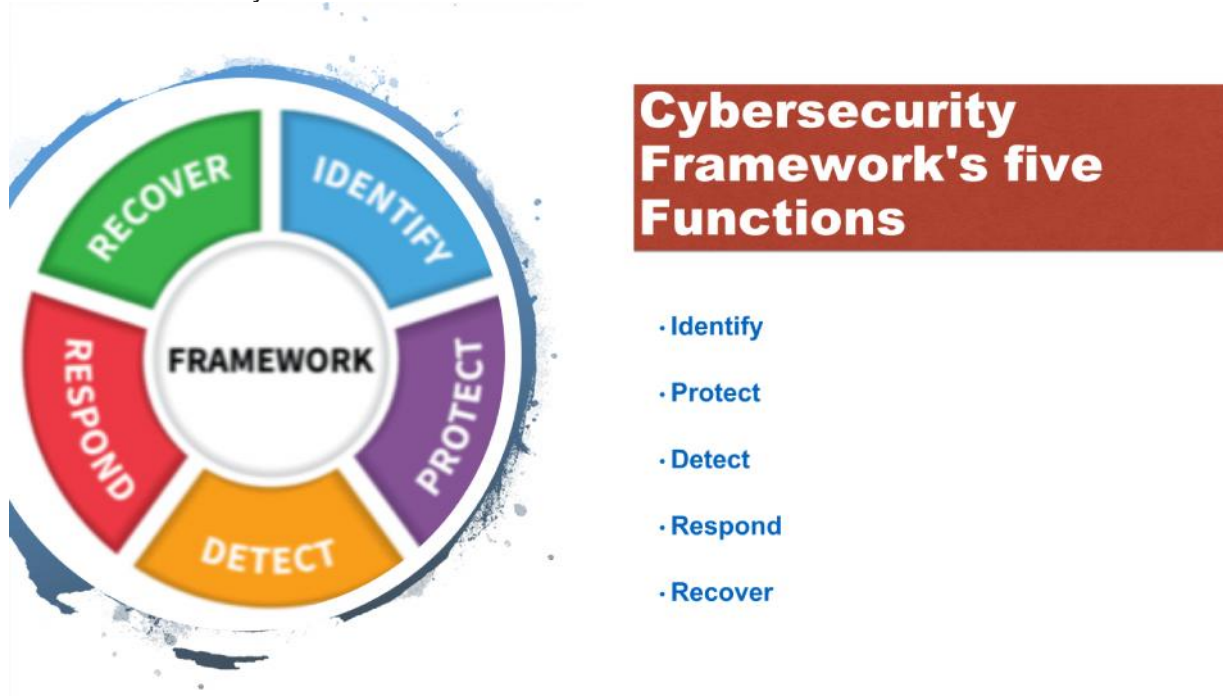 RECOVER
IDENTIFY
FRAMEWORK
RESPOND
PROTECT
DETECT
Cybersecurity
Framework's five
Functions
· Identify
· Protect
· Detect
· Respond
· Recover